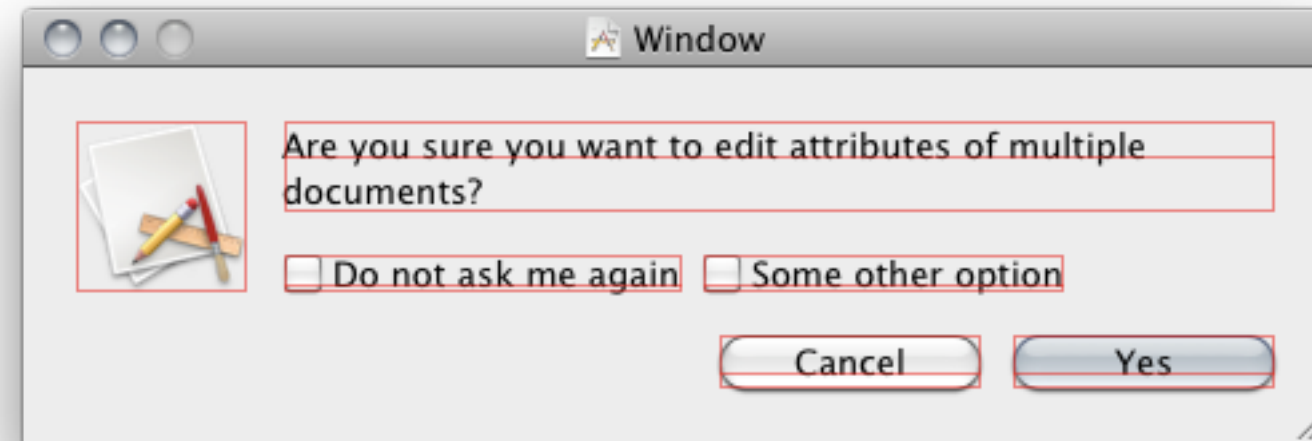 Window
Are you sure you want to edit attributes of multiple
documents?
Do not ask me again Some other option
Cancel Yes